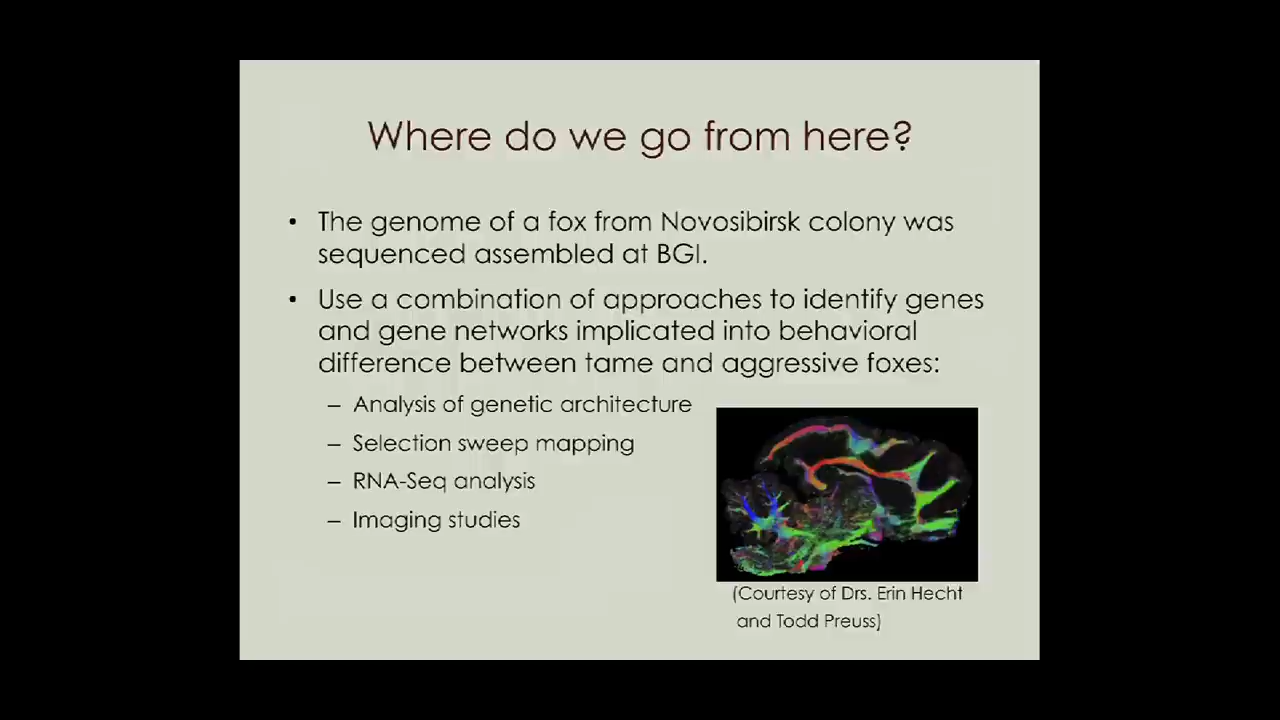 Where do we go from here?
• The genome of a fox from Novosibirsk colony was
sequenced assembled at BGI.
• Use a combination of approaches to identify genes
and gene networks implicated into behavioral
difference between tame and aggressive foxes:
– Analysis of genetic architecture
– Selection sweep mapping
– RNA-Seq analysis
– Imaging studies
(Courtesy of Drs. Erin Hecht
and Todd Preuss)